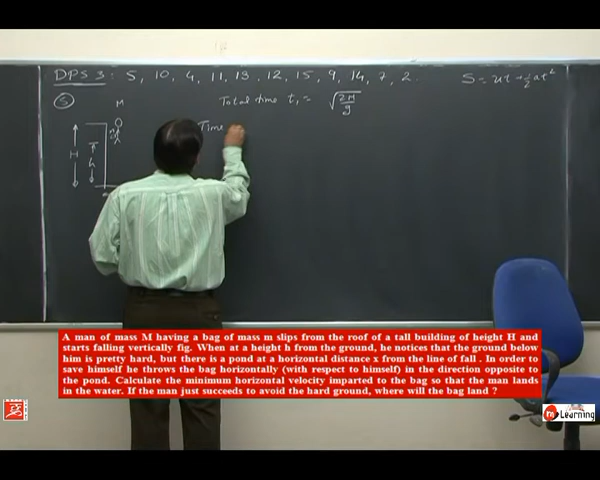 DPS 3 : 5, 10, 4, 11, 13, 12, 15, 9, 14, 7, 2. S = ut + ½at²
5 M Total time t₁ = √(2H/g)
Time
H h
A man of mass M having a bag of mass m slips from the roof of a tall building of height H and
starts falling vertically fig. When at a height h from the ground, he notices that the ground below
him is pretty hard, but there is a pond at a horizontal distance x from the line of fall . In order to
save himself he throws the bag horizontally (with respect to himself) in the direction opposite to
the pond. Calculate the minimum horizontal velocity imparted to the bag so that the man lands
in the water. If the man just succeeds to avoid the hard ground, where will the bag land ?
m Learning